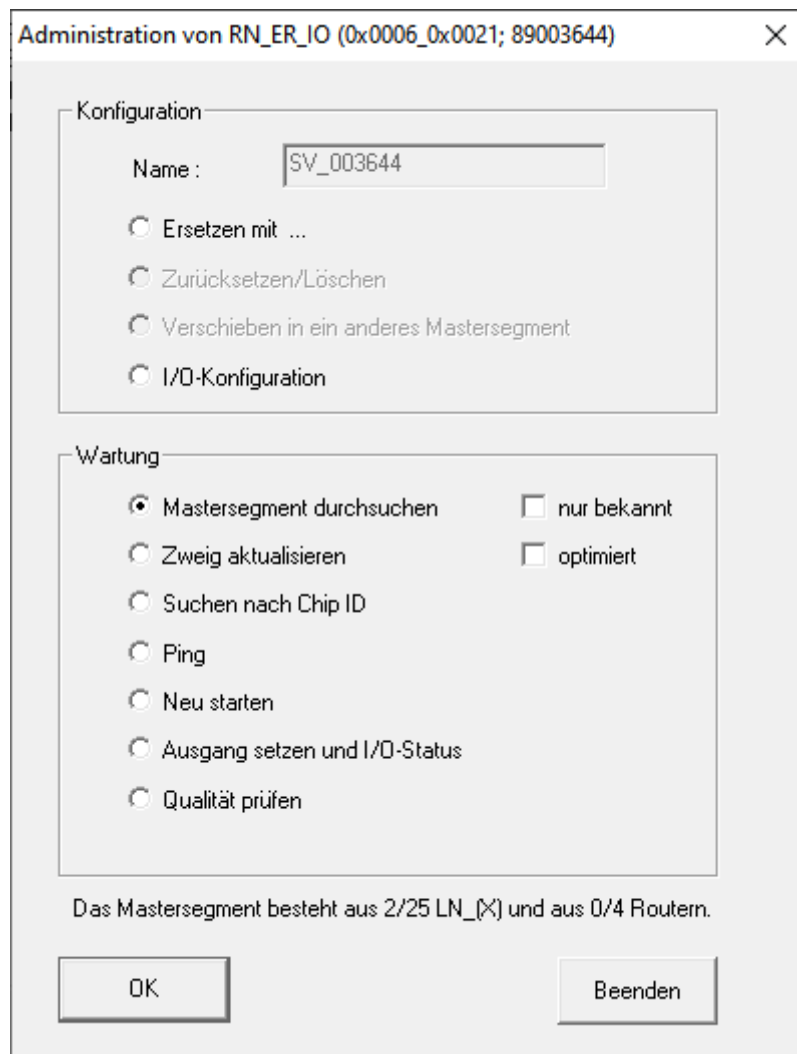 Administration von RN_ER_IO (0x0006_0x0021; 89003644)
Konfiguration
Name : SV_003644
Ersetzen mit ...
Zurücksetzen/Löschen
Verschieben in ein anderes Mastersegment
I/O-Konfiguration
Wartung
Mastersegment durchsuchen nur bekannt
Zweig aktualisieren optimiert
Suchen nach Chip ID
Ping
Neu starten
Ausgang setzen und I/O-Status
Qualität prüfen
Das Mastersegment besteht aus 2/25 LN_(X) und aus 0/4 Routern.
OK Beenden